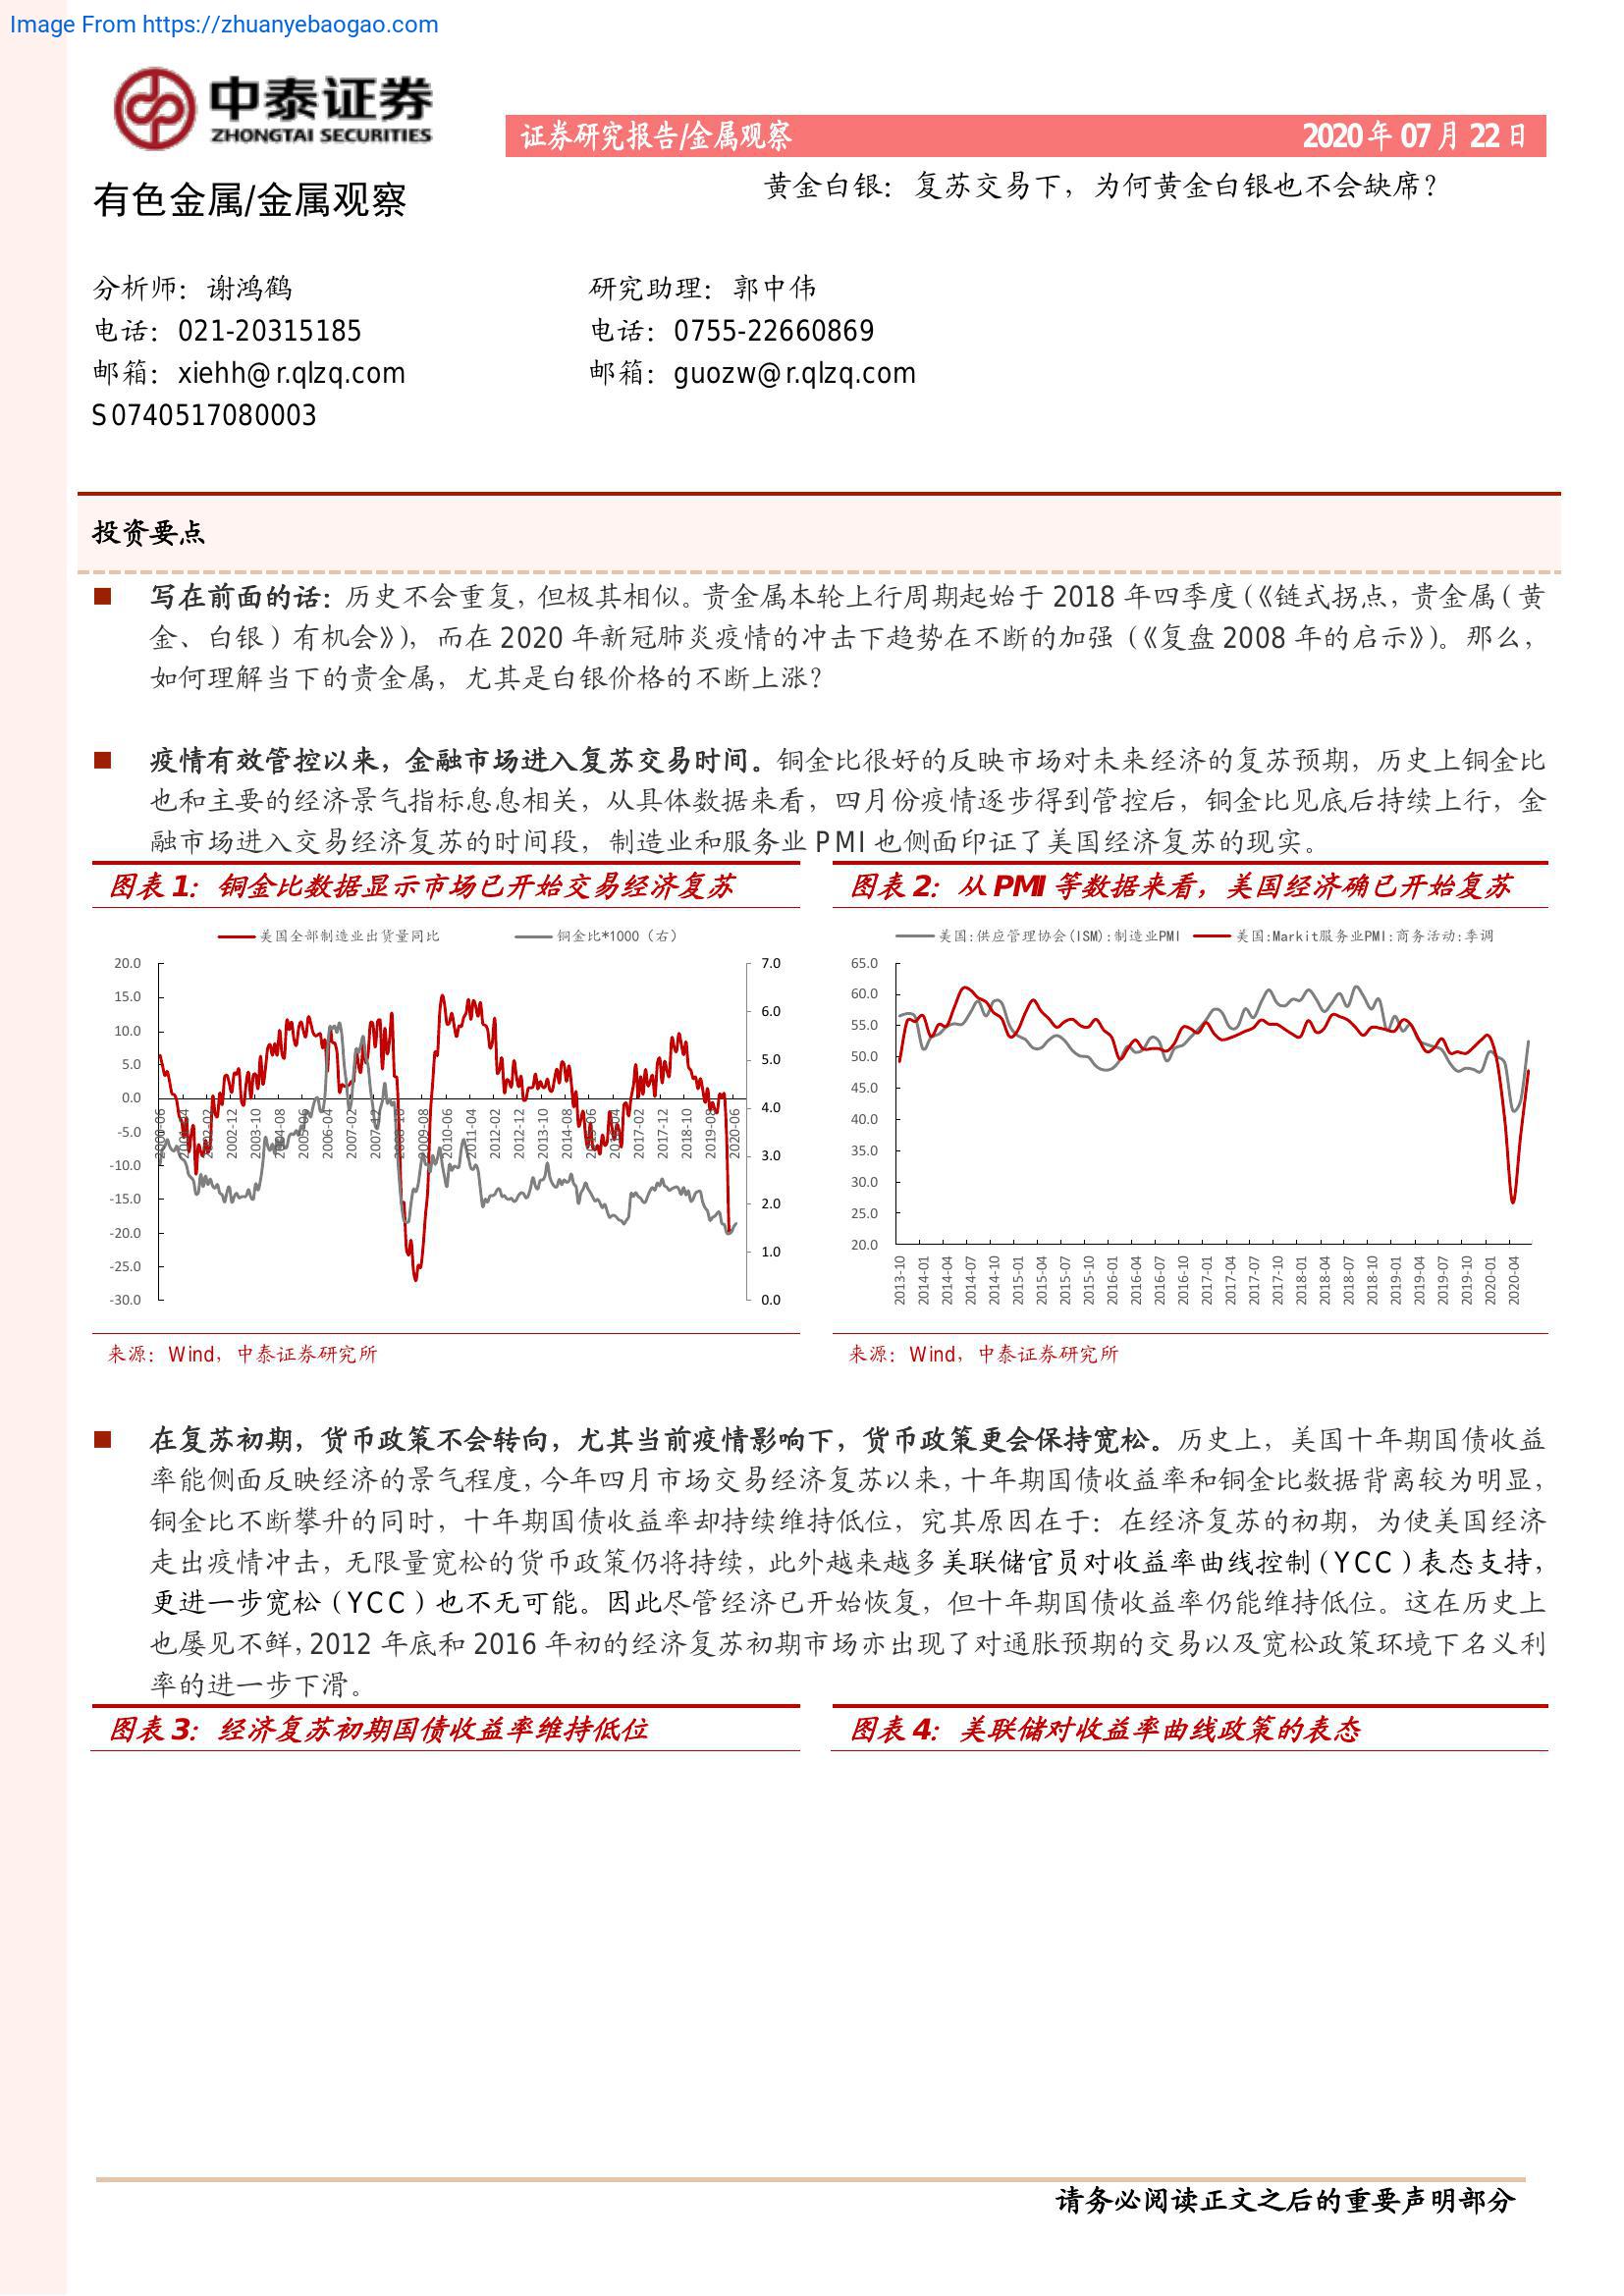 Image From https://zhuanyebaogao.com
中泰证券
ZHONGTAI SECURITIES
证券研究报告/金属观察 2020年07月22日
有色金属/金属观察
黄金白银：复苏交易下，为何黄金白银也不会缺席？
分析师：谢鸿鹤
电话：021-20315185
邮箱：xiehh@r.qlzq.com
S0740517080003
研究助理：郭中伟
电话：0755-22660869
邮箱：guozw@r.qlzq.com
投资要点
■ 写在前面的话：历史不会重复，但极其相似。贵金属本轮上行周期起始于 2018 年四季度（《链式拐点，贵金属（黄
金、白银）有机会》），而在 2020 年新冠肺炎疫情的冲击下趋势在不断的加强（《复盘 2008 年的启示》）。那么，
如何理解当下的贵金属，尤其是白银价格的不断上涨？
■ 疫情有效管控以来，金融市场进入复苏交易时间。铜金比很好的反映市场对未来经济的复苏预期，历史上铜金比
也和主要的经济景气指标息息相关，从具体数据来看，四月份疫情逐步得到管控后，铜金比见底后持续上行，金
融市场进入交易经济复苏的时间段，制造业和服务业 PMI 也侧面印证了美国经济复苏的现实。
图表 1：铜金比数据显示市场已开始交易经济复苏
美国全部制造业出货量同比 铜金比*1000（右）
20.0
15.0
10.0
5.0
0.0
-5.0
-10.0
-15.0
-20.0
-25.0
-30.0
7.0
6.0
5.0
4.0
3.0
2.0
1.0
0.0
2000-06 2001-04 2002-02 2002-12 2003-10 2004-08 2005-06 2006-04 2007-02 2007-12 2008-10 2009-08 2010-06 2011-04 2012-02 2012-12 2013-10 2014-08 2015-06 2016-04 2017-02 2017-12 2018-10 2019-08 2020-06
来源：Wind，中泰证券研究所
图表 2：从 PMI 等数据来看，美国经济确已开始复苏
美国:供应管理协会(ISM):制造业PMI 美国:Markit服务业PMI:商务活动:季调
65.0
60.0
55.0
50.0
45.0
40.0
35.0
30.0
25.0
20.0
2013-10 2014-01 2014-04 2014-07 2014-10 2015-01 2015-04 2015-07 2015-10 2016-01 2016-04 2016-07 2016-10 2017-01 2017-04 2017-07 2017-10 2018-01 2018-04 2018-07 2018-10 2019-01 2019-04 2019-07 2019-10 2020-01 2020-04
来源：Wind，中泰证券研究所
■ 在复苏初期，货币政策不会转向，尤其当前疫情影响下，货币政策更会保持宽松。历史上，美国十年期国债收益
率能侧面反映经济的景气程度，今年四月市场交易经济复苏以来，十年期国债收益率和铜金比数据背离较为明显，
铜金比不断攀升的同时，十年期国债收益率却持续维持低位，究其原因在于：在经济复苏的初期，为使美国经济
走出疫情冲击，无限量宽松的货币政策仍将持续，此外越来越多美联储官员对收益率曲线控制（YCC）表态支持，
更进一步宽松（YCC）也不无可能。因此尽管经济已开始恢复，但十年期国债收益率仍能维持低位。这在历史上
也屡见不鲜，2012 年底和 2016 年初的经济复苏初期市场亦出现了对通胀预期的交易以及宽松政策环境下名义利
率的进一步下滑。
图表 3：经济复苏初期国债收益率维持低位
图表 4：美联储对收益率曲线政策的表态
请务必阅读正文之后的重要声明部分